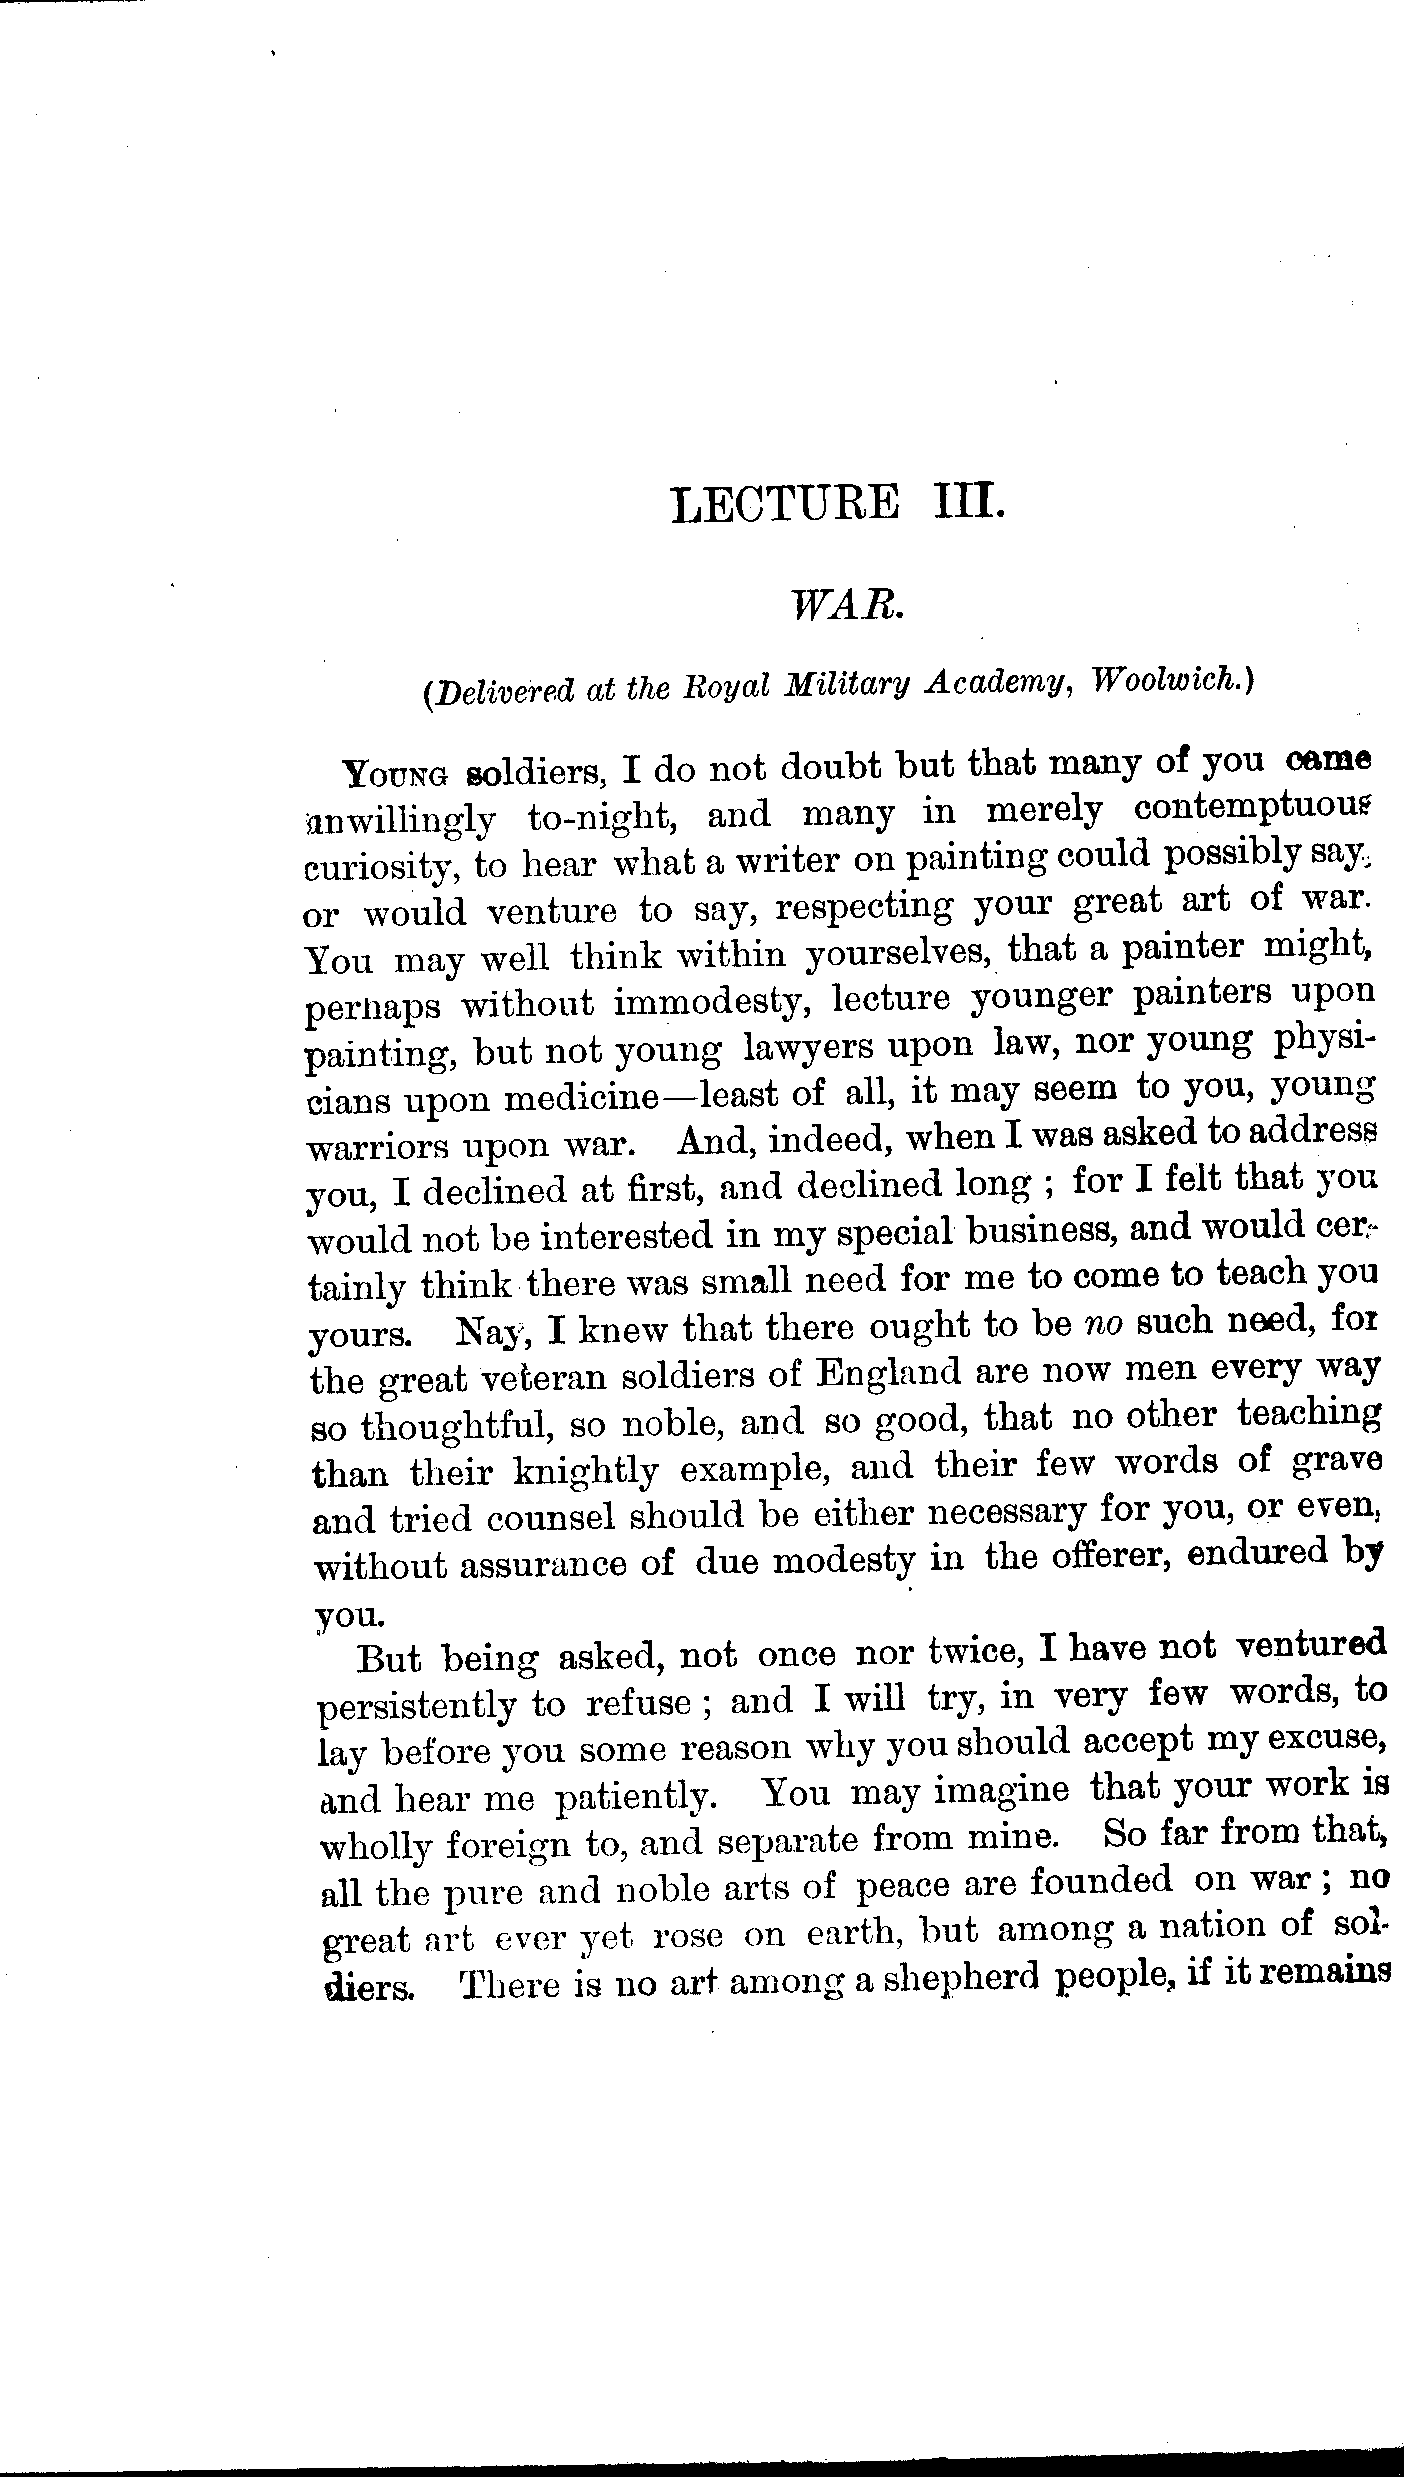 LECTURE III.
WAR.
(Delivered at the Royal Military Academy, Woolwich.)
YOUNG soldiers, I do not doubt but that many of you came
unwillingly to-night, and many in merely contemptuous
curiosity, to hear what a writer on painting could possibly say,
or would venture to say, respecting your great art of war.
You may well think within yourselves, that a painter might,
perhaps without immodesty, lecture younger painters upon
painting, but not young lawyers upon law, nor young physi-
cians upon medicine—least of all, it may seem to you, young
warriors upon war. And, indeed, when I was asked to address
you, I declined at first, and declined long ; for I felt that you
would not be interested in my special business, and would cer-
tainly think there was small need for me to come to teach you
yours. Nay, I knew that there ought to be no such need, for
the great veteran soldiers of England are now men every way
so thoughtful, so noble, and so good, that no other teaching
than their knightly example, and their few words of grave
and tried counsel should be either necessary for you, or even,
without assurance of due modesty in the offerer, endured by
you.
But being asked, not once nor twice, I have not ventured
persistently to refuse ; and I will try, in very few words, to
lay before you some reason why you should accept my excuse,
and hear me patiently. You may imagine that your work is
wholly foreign to, and separate from mine. So far from that,
all the pure and noble arts of peace are founded on war ; no
great art ever yet rose on earth, but among a nation of sol-
diers. There is no art among a shepherd people, if it remains